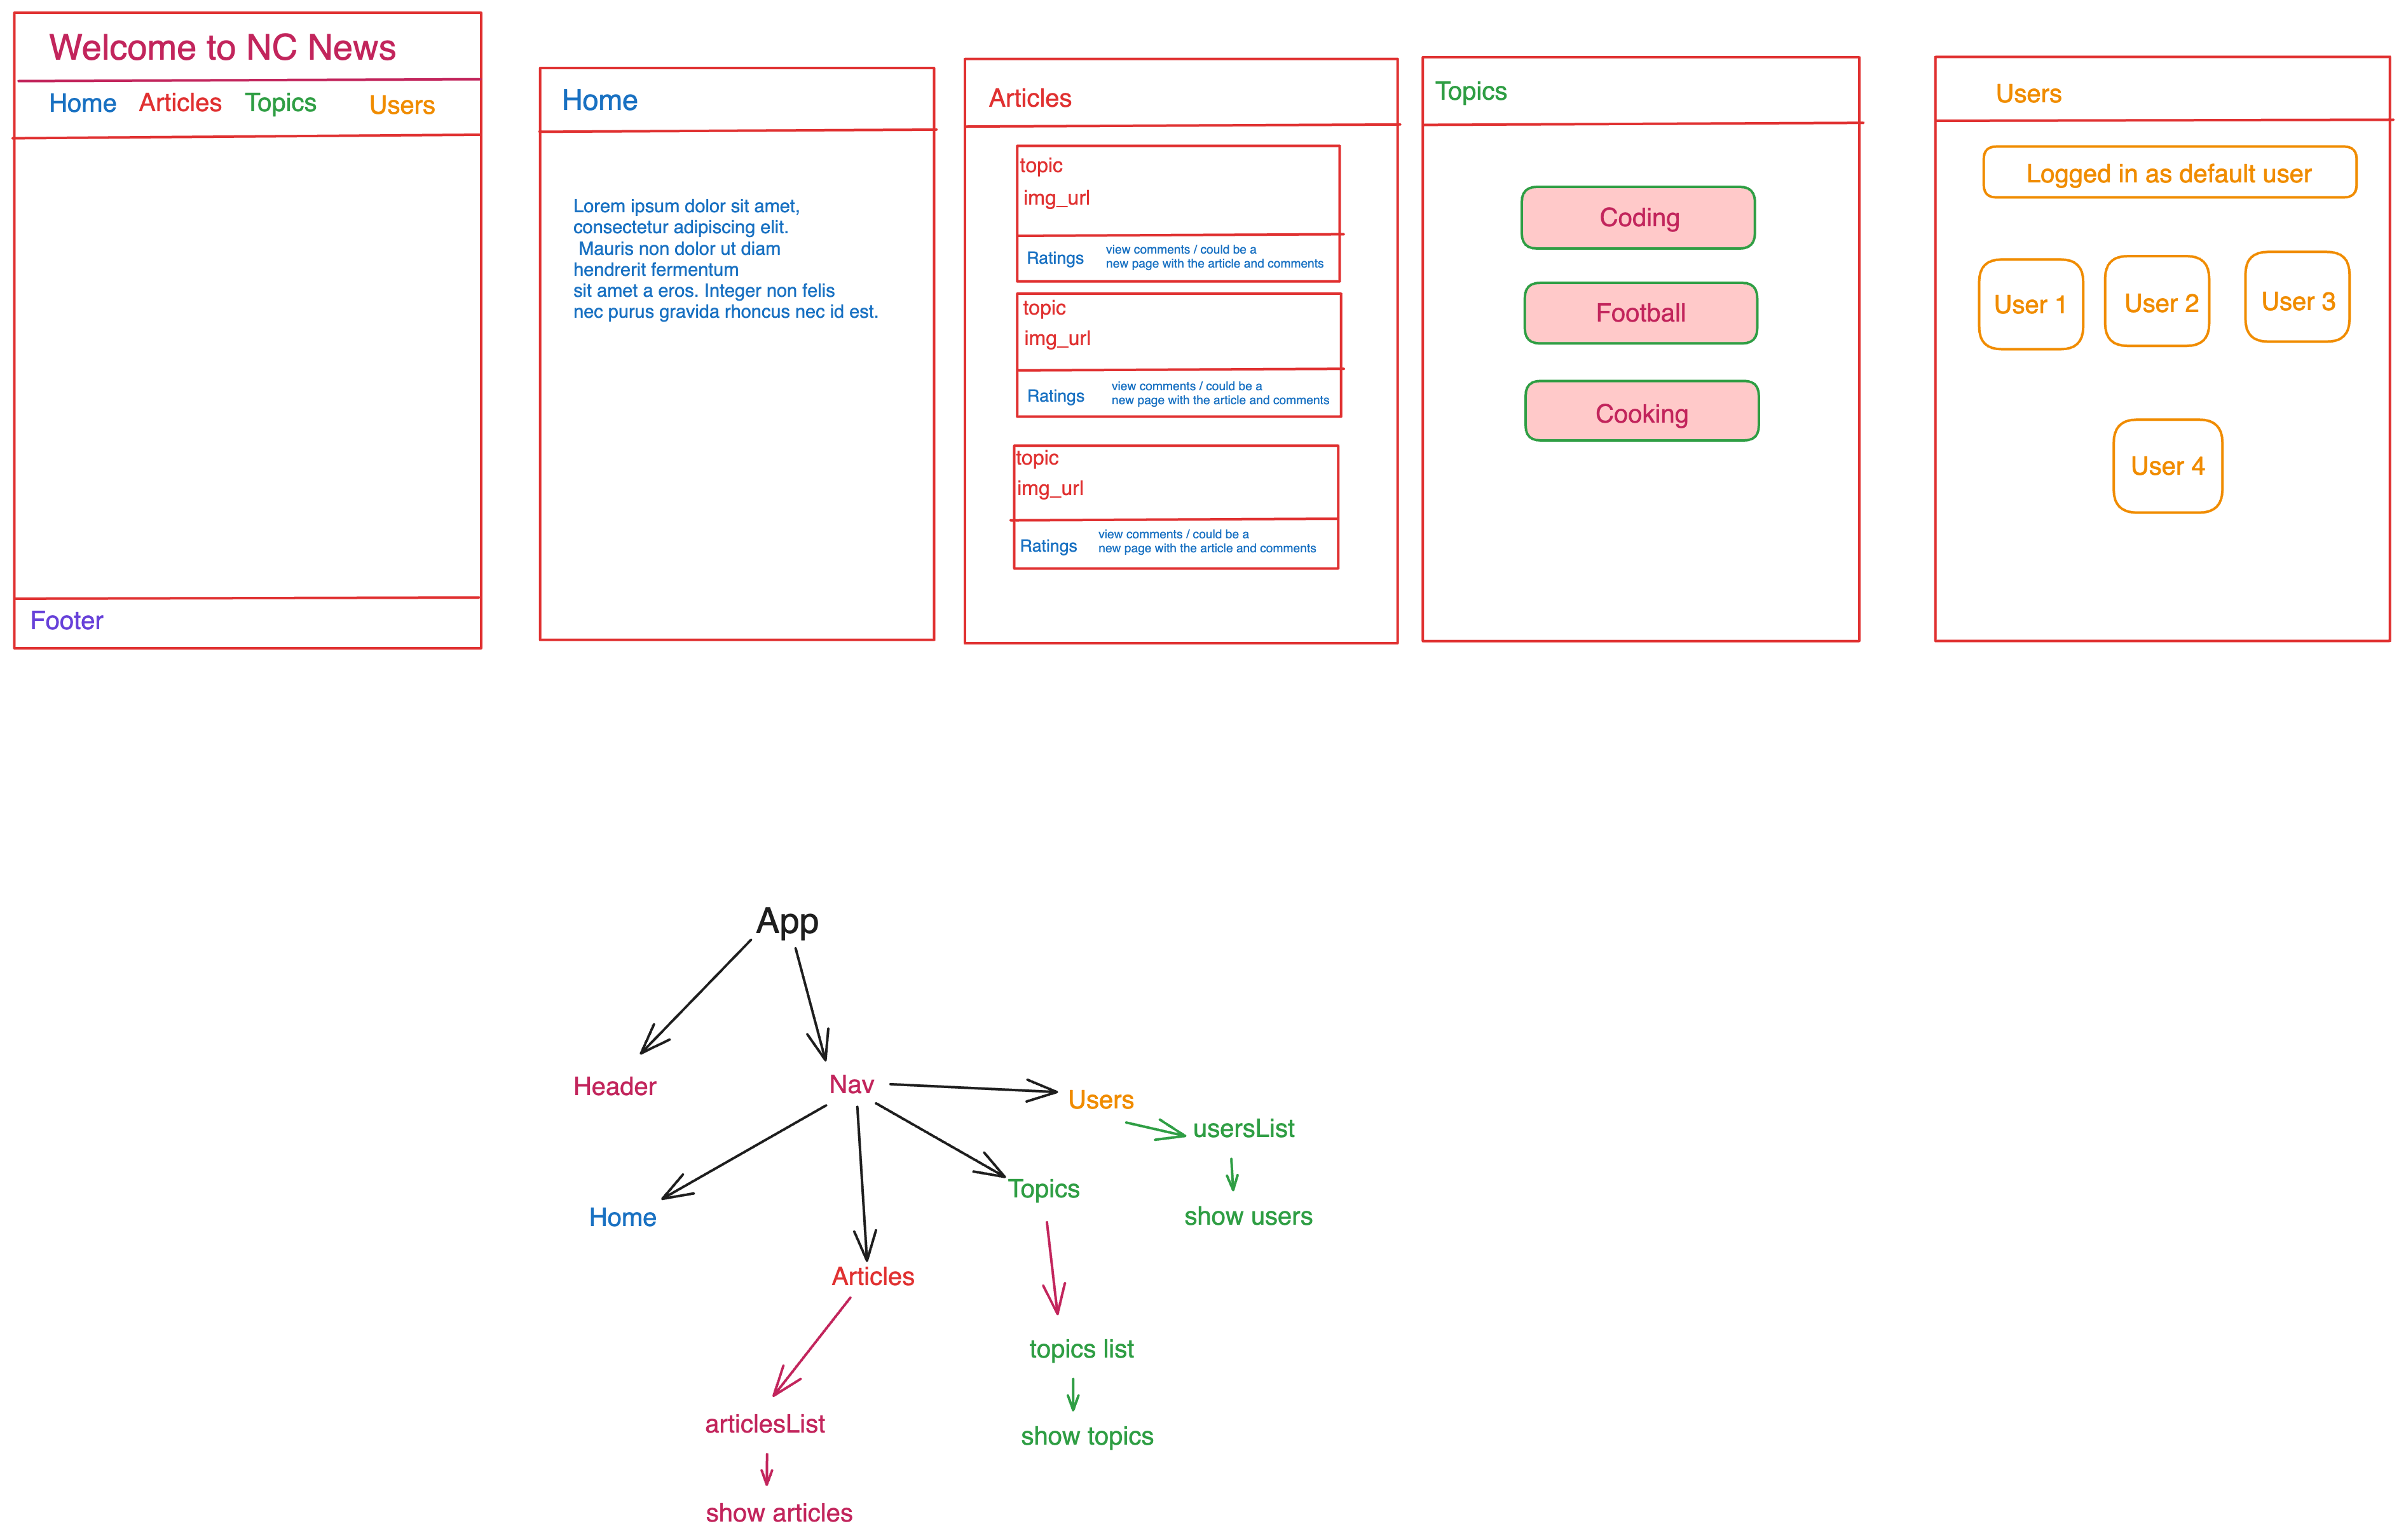 Welcome to NC News
Home Articles Topics Users
Footer
Home
Lorem ipsum dolor sit amet,
consectetur adipiscing elit.
Mauris non dolor ut diam
hendrerit fermentum
sit amet a eros. Integer non felis
nec purus gravida rhoncus nec id est.
Articles
topic
img_url
Ratings
view comments / could be a
new page with the article and comments
topic
img_url
Ratings
view comments / could be a
new page with the article and comments
topic
img_url
Ratings
view comments / could be a
new page with the article and comments
Topics
Coding
Football
Cooking
Users
Logged in as default user
User 1
User 2
User 3
User 4
App
Header
Nav
Users
usersList
show users
Home
Topics
Articles
topics list
show topics
articlesList
show articles